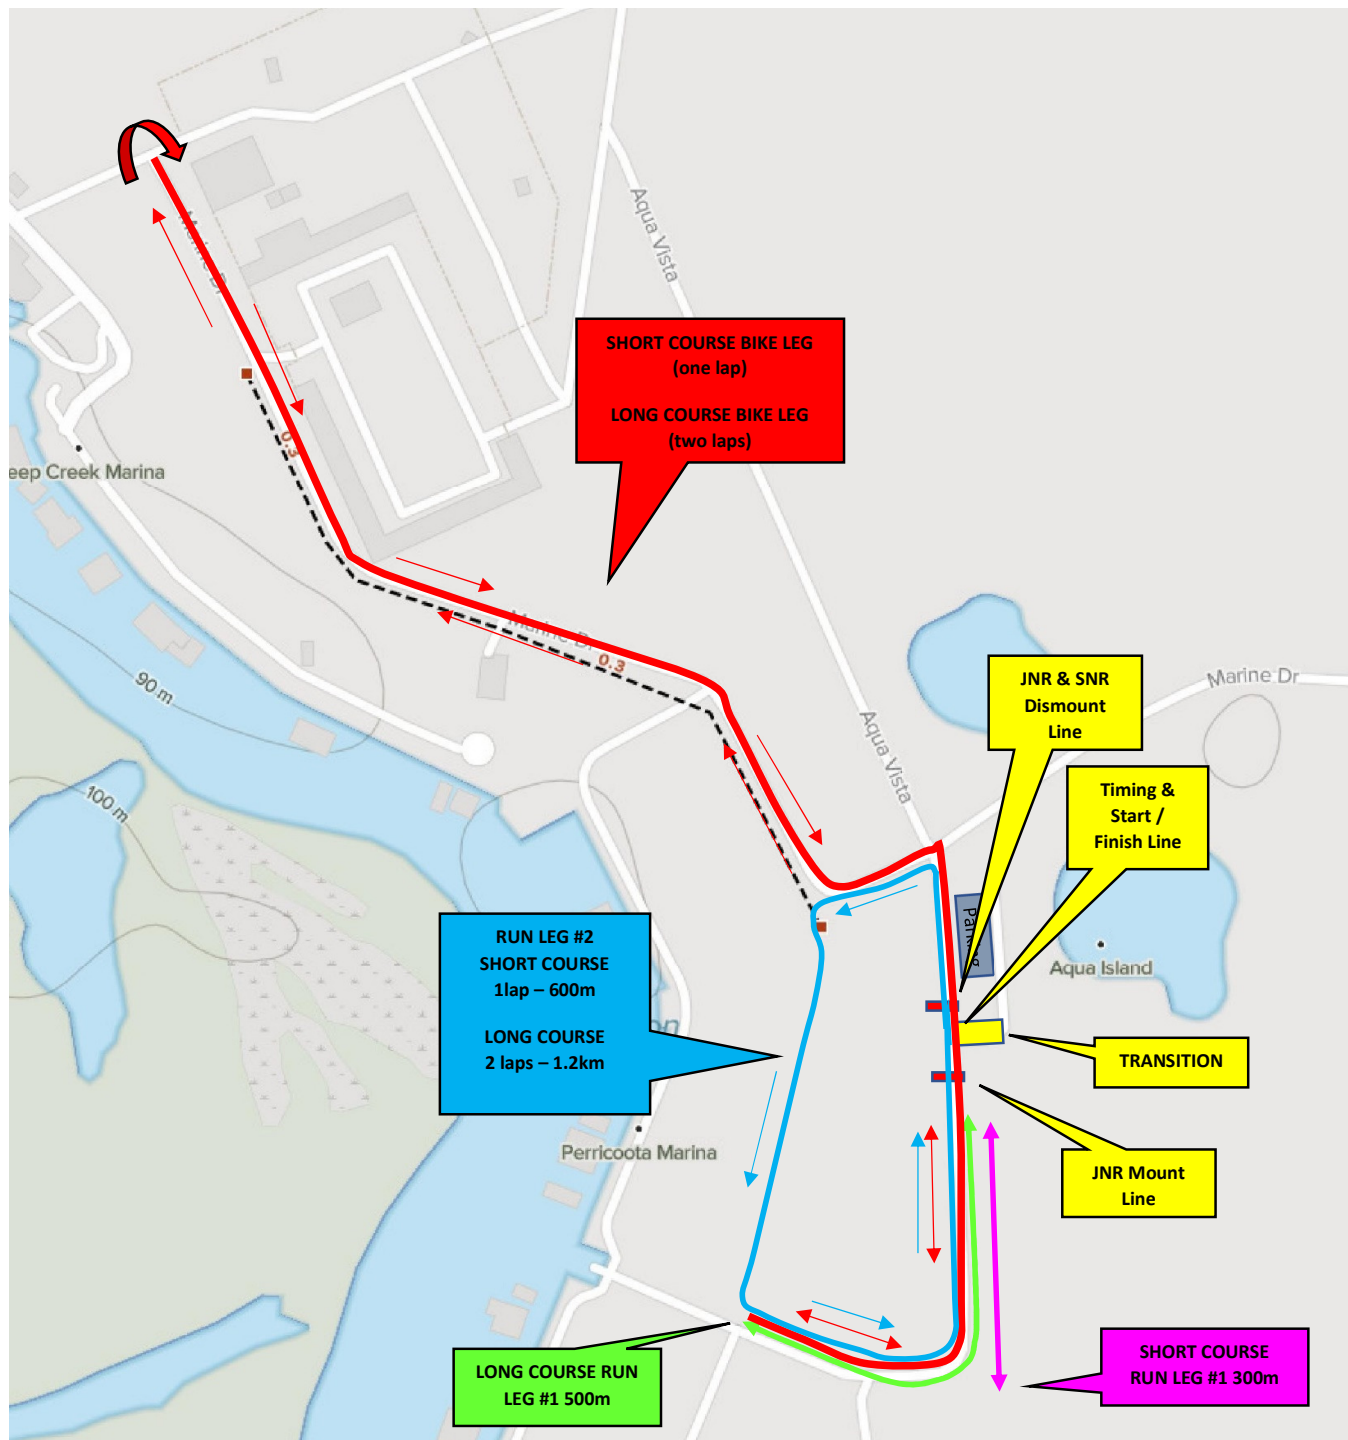 Marine Dr
Aqua Vista
SHORT COURSE BIKE LEG
(one lap)
LONG COURSE BIKE LEG
(two laps)
0.3
eep Creek Marina
Marine Dr
0.3
90 m
100 m
JNR & SNR
Dismount
Line
Marine Dr
Aqua Vista
Timing &
Start /
Finish Line
Aqua Island
RUN LEG #2
SHORT COURSE
1lap – 600m
LONG COURSE
2 laps – 1.2km
on
TRANSITION
Perricoota Marina
JNR Mount
Line
LONG COURSE RUN
LEG #1 500m
SHORT COURSE
RUN LEG #1 300m